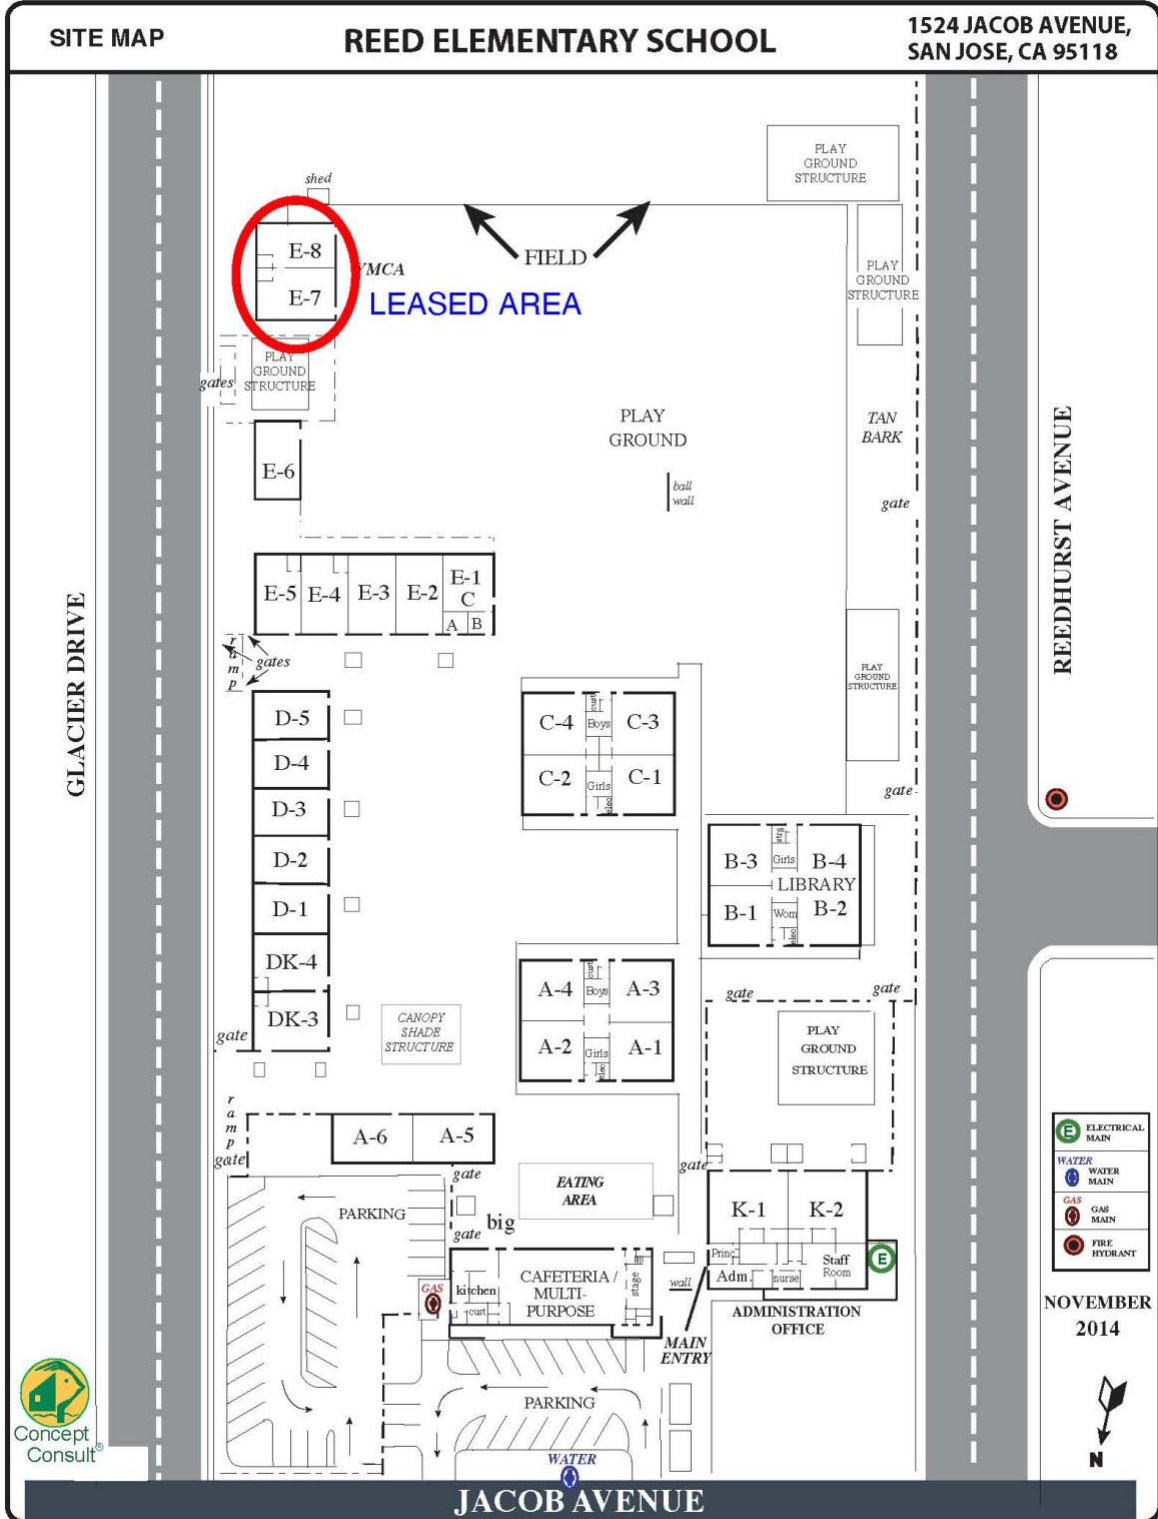 SITE MAP
REED ELEMENTARY SCHOOL
1524 JACOB AVENUE,
SAN JOSE, CA 95118
PLAY
GROUND
STRUCTURE
shed
E-8
E-7
YMCA
LEASED AREA
FIELD
PLAY
GROUND
STRUCTURE
PLAY
GROUND
STRUCTURE
gates
PLAY
GROUND
TAN
BARK
E-6
ball
wall
gate
REEDHURST AVENUE
GLACIER DRIVE
E-5
E-4
E-3
E-2
E-1
C
A
B
ramp
gates
PLAY
GROUND
STRUCTURE
D-5
D-4
D-3
D-2
D-1
DK-4
DK-3
C-4
cust
Boys
C-3
C-2
Girls
elec
C-1
gate
B-3
strg
Girls
B-4
LIBRARY
B-1
Wom
elec
B-2
A-4
cust
Boys
A-3
A-2
Girls
elec
A-1
gate
gate
CANOPY
SHADE
STRUCTURE
gate
PLAY
GROUND
STRUCTURE
ramp
gate
A-6
A-5
gate
EATING
AREA
gate
big
gate
PARKING
K-1
K-2
Princ
Adm.
nurse
Staff
Room
E
ADMINISTRATION
OFFICE
GAS
kitchen
cust
CAFETERIA /
MULTI-
PURPOSE
stage
wall
MAIN
ENTRY
PARKING
WATER
E
ELECTRICAL
MAIN
WATER
WATER
MAIN
GAS
GAS
MAIN
FIRE
HYDRANT
NOVEMBER
2014
N
Concept
Consult®
JACOB AVENUE